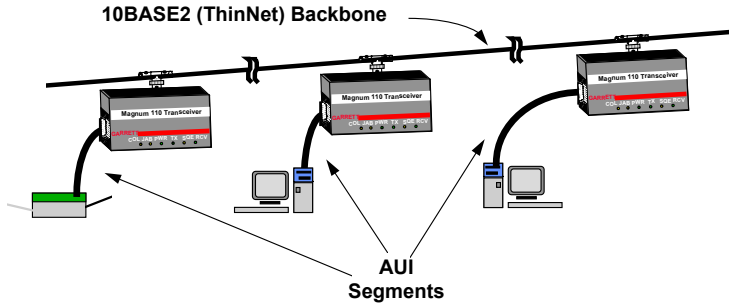 10BASE2 (ThinNet) Backbone
Magnum 110 Transceiver
GARRETT
COL JAB PWR TX SQE RCV
Magnum 110 Transceiver
GARRETT
COL JAB PWR TX SQE RCV
Magnum 110 Transceiver
GARRETT
COL JAB PWR TX SQE RCV
AUI
Segments